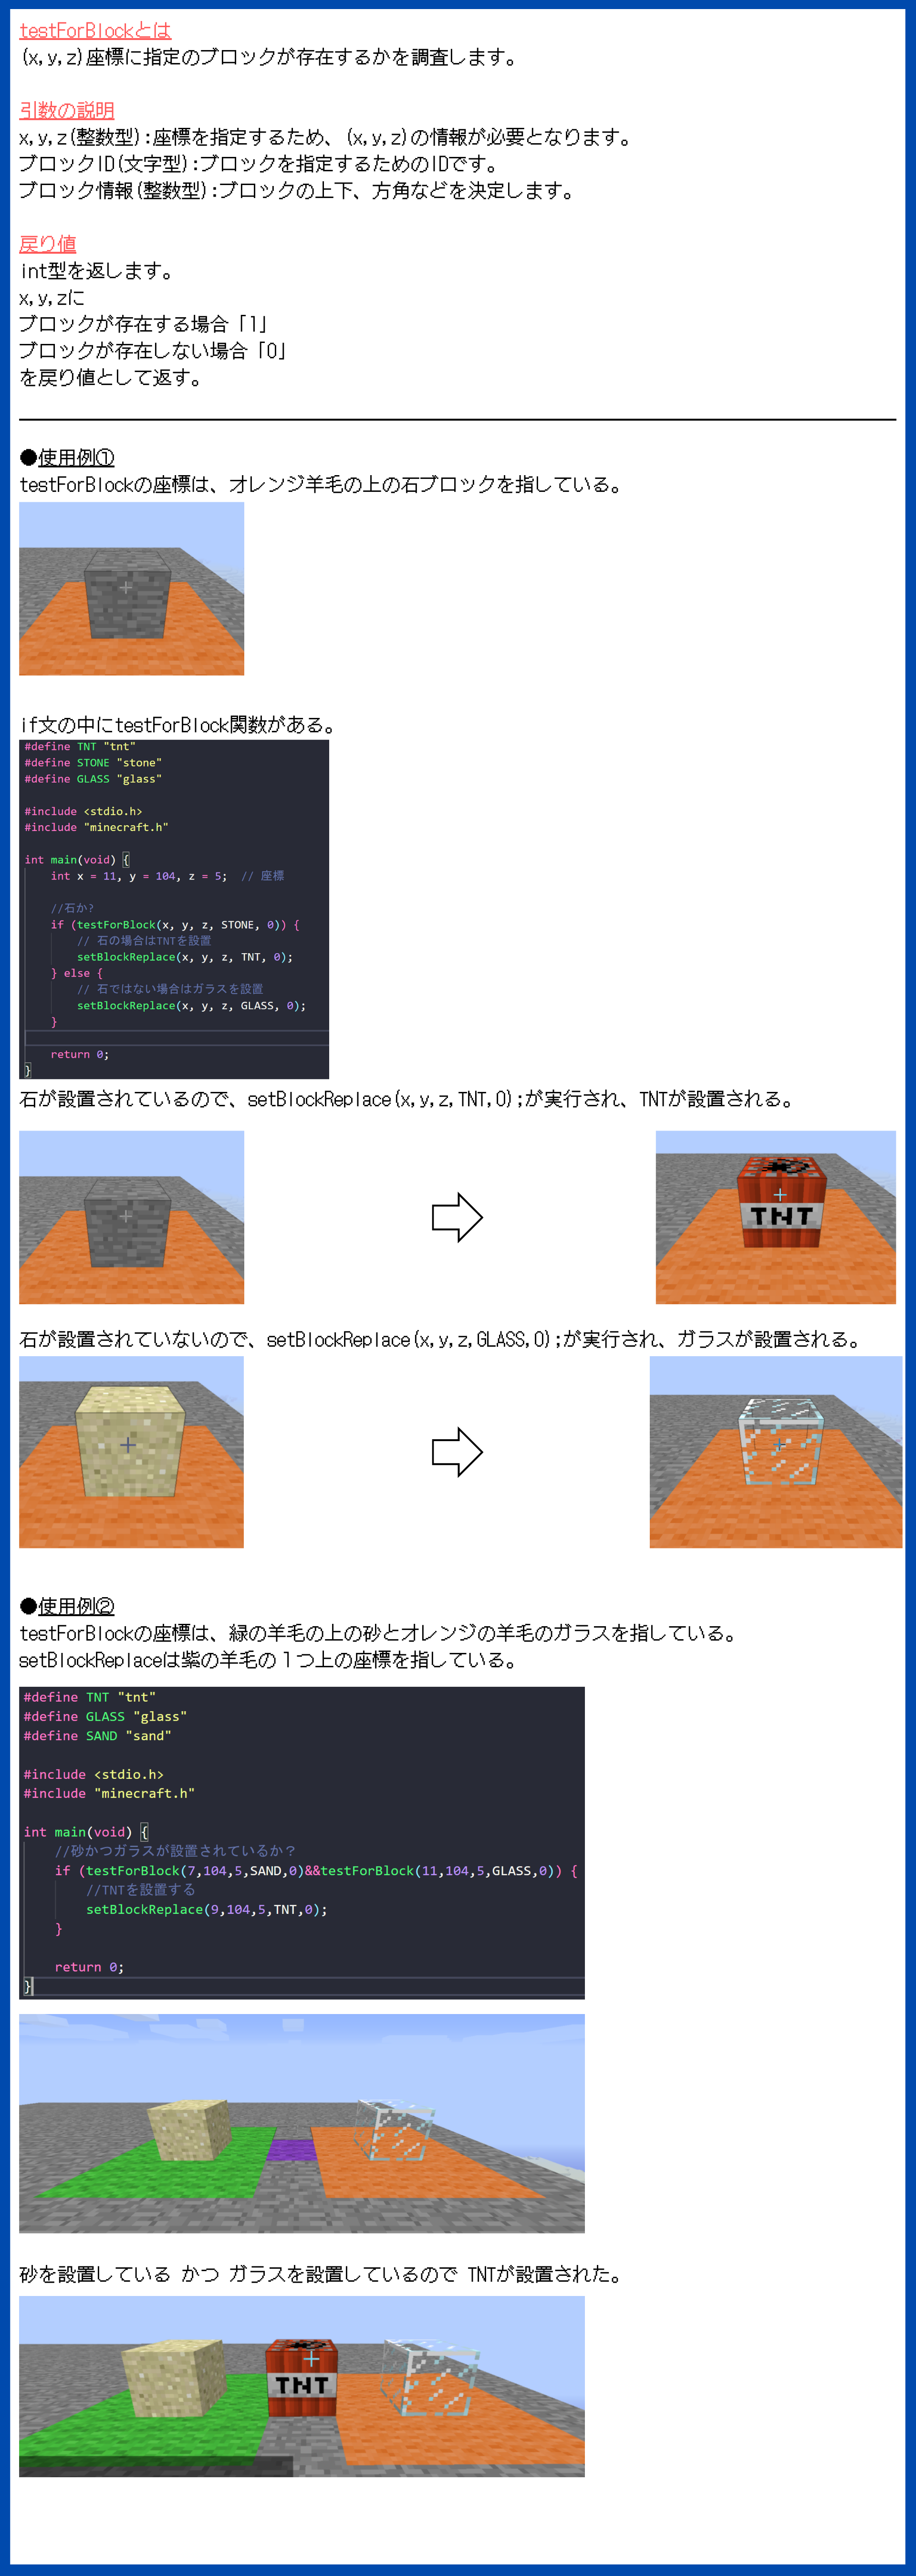 testForBlockとは
(x,y,z)座標に指定のブロックが存在するかを調査します。
引数の説明
x,y,z(整数型):座標を指定するため、(x,y,z)の情報が必要となります。
ブロックID(文字型):ブロックを指定するためのIDです。
ブロック情報(整数型):ブロックの上下、方角などを決定します。
戻り値
int型を返します。
x,y,zに
ブロックが存在する場合「1」
ブロックが存在しない場合「0」
を戻り値として返す。
●使用例①
testForBlockの座標は、オレンジ羊毛の上の石ブロックを指している。
if文の中にtestForBlock関数がある。
#define TNT "tnt"
#define STONE "stone"
#define GLASS "glass"
#include <stdio.h>
#include "minecraft.h"
int main(void) {
int x = 11, y = 104, z = 5;  // 座標
//石か?
if (testForBlock(x, y, z, STONE, 0)) {
// 石の場合はTNTを設置
setBlockReplace(x, y, z, TNT, 0);
} else {
// 石ではない場合はガラスを設置
setBlockReplace(x, y, z, GLASS, 0);
}
return 0;
}
石が設置されているので、setBlockReplace(x,y,z,TNT,0);が実行され、TNTが設置される。
TNT
石が設置されていないので、setBlockReplace(x,y,z,GLASS,0);が実行され、ガラスが設置される。
●使用例②
testForBlockの座標は、緑の羊毛の上の砂とオレンジの羊毛のガラスを指している。
setBlockReplaceは紫の羊毛の１つ上の座標を指している。
#define TNT "tnt"
#define GLASS "glass"
#define SAND "sand"
#include <stdio.h>
#include "minecraft.h"
int main(void) {
//砂かつガラスが設置されているか？
if (testForBlock(7,104,5,SAND,0)&&testForBlock(11,104,5,GLASS,0)) {
//TNTを設置する
setBlockReplace(9,104,5,TNT,0);
}
return 0;
}
砂を設置している かつ ガラスを設置しているので TNTが設置された。
TNT